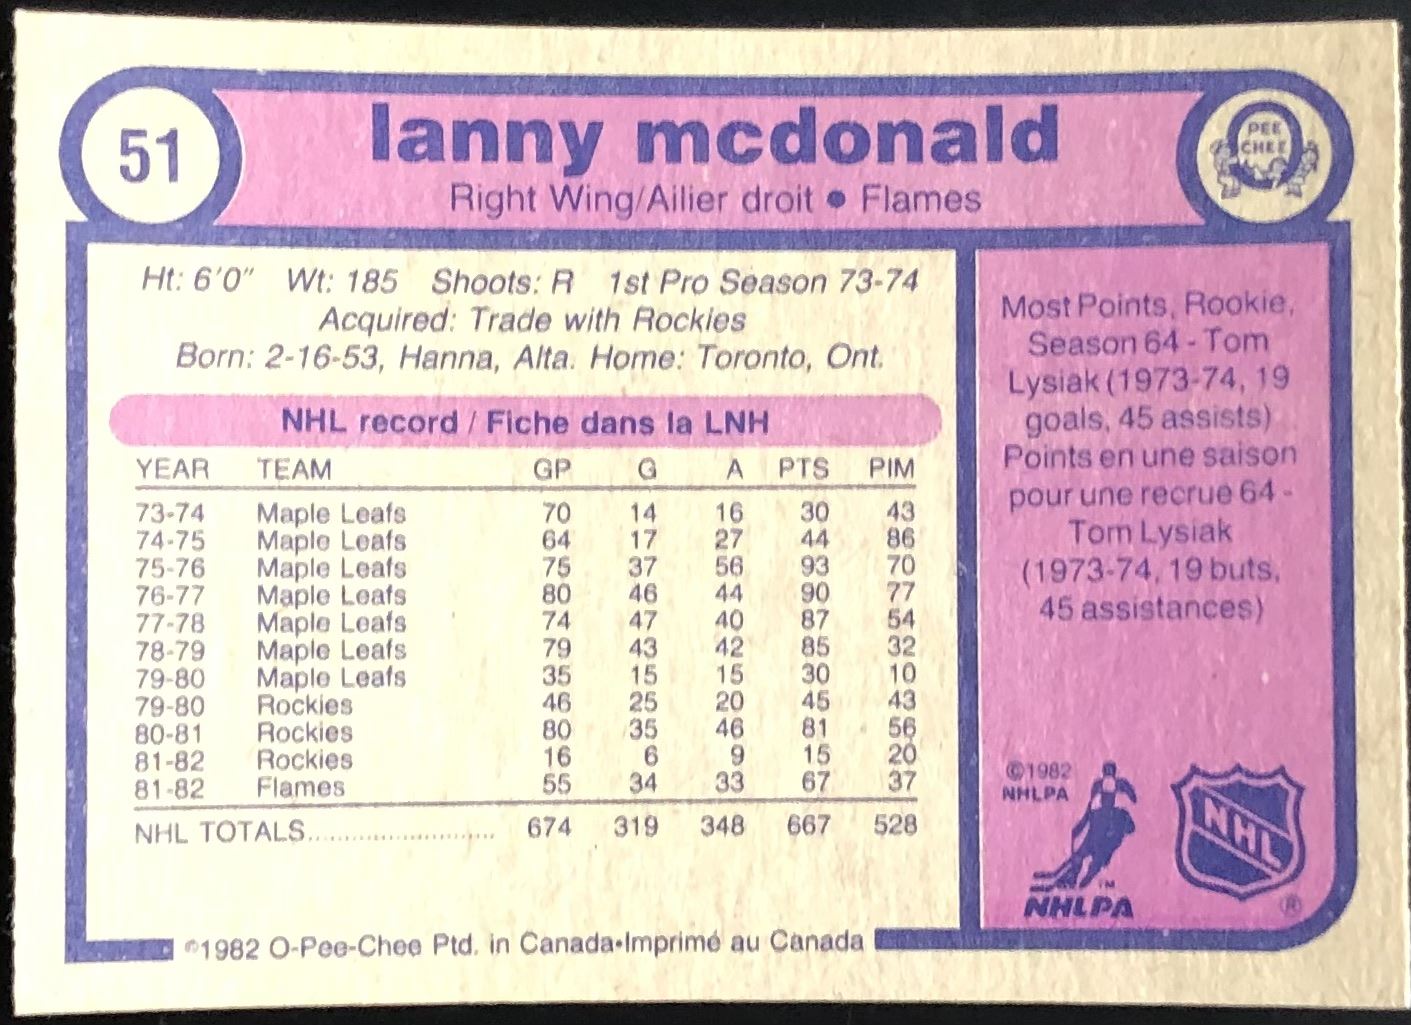 51
lanny mcdonald
PEE
CHEE
Right Wing/Ailier droit • Flames
Ht: 6'0" Wt: 185 Shoots: R 1st Pro Season 73-74
Acquired: Trade with Rockies
Born: 2-16-53, Hanna, Alta. Home: Toronto, Ont.
NHL record / Fiche dans la LNH
YEAR TEAM GP G A PTS PIM
73-74 Maple Leafs 70 14 16 30 43
74-75 Maple Leafs 64 17 27 44 86
75-76 Maple Leafs 75 37 56 93 70
76-77 Maple Leafs 80 46 44 90 77
77-78 Maple Leafs 74 47 40 87 54
78-79 Maple Leafs 79 43 42 85 32
79-80 Maple Leafs 35 15 15 30 10
79-80 Rockies 46 25 20 45 43
80-81 Rockies 80 35 46 81 56
81-82 Rockies 16 6 9 15 20
81-82 Flames 55 34 33 67 37
NHL TOTALS........................ 674 319 348 667 528
Most Points, Rookie,
Season 64 - Tom
Lysiak (1973-74, 19
goals, 45 assists)
Points en une saison
pour une recrue 64 -
Tom Lysiak
(1973-74, 19 buts,
45 assistances)
©1982
NHLPA
TM
NHLPA
NHL
®
©1982 O-Pee-Chee Ptd. in Canada•Imprimé au Canada